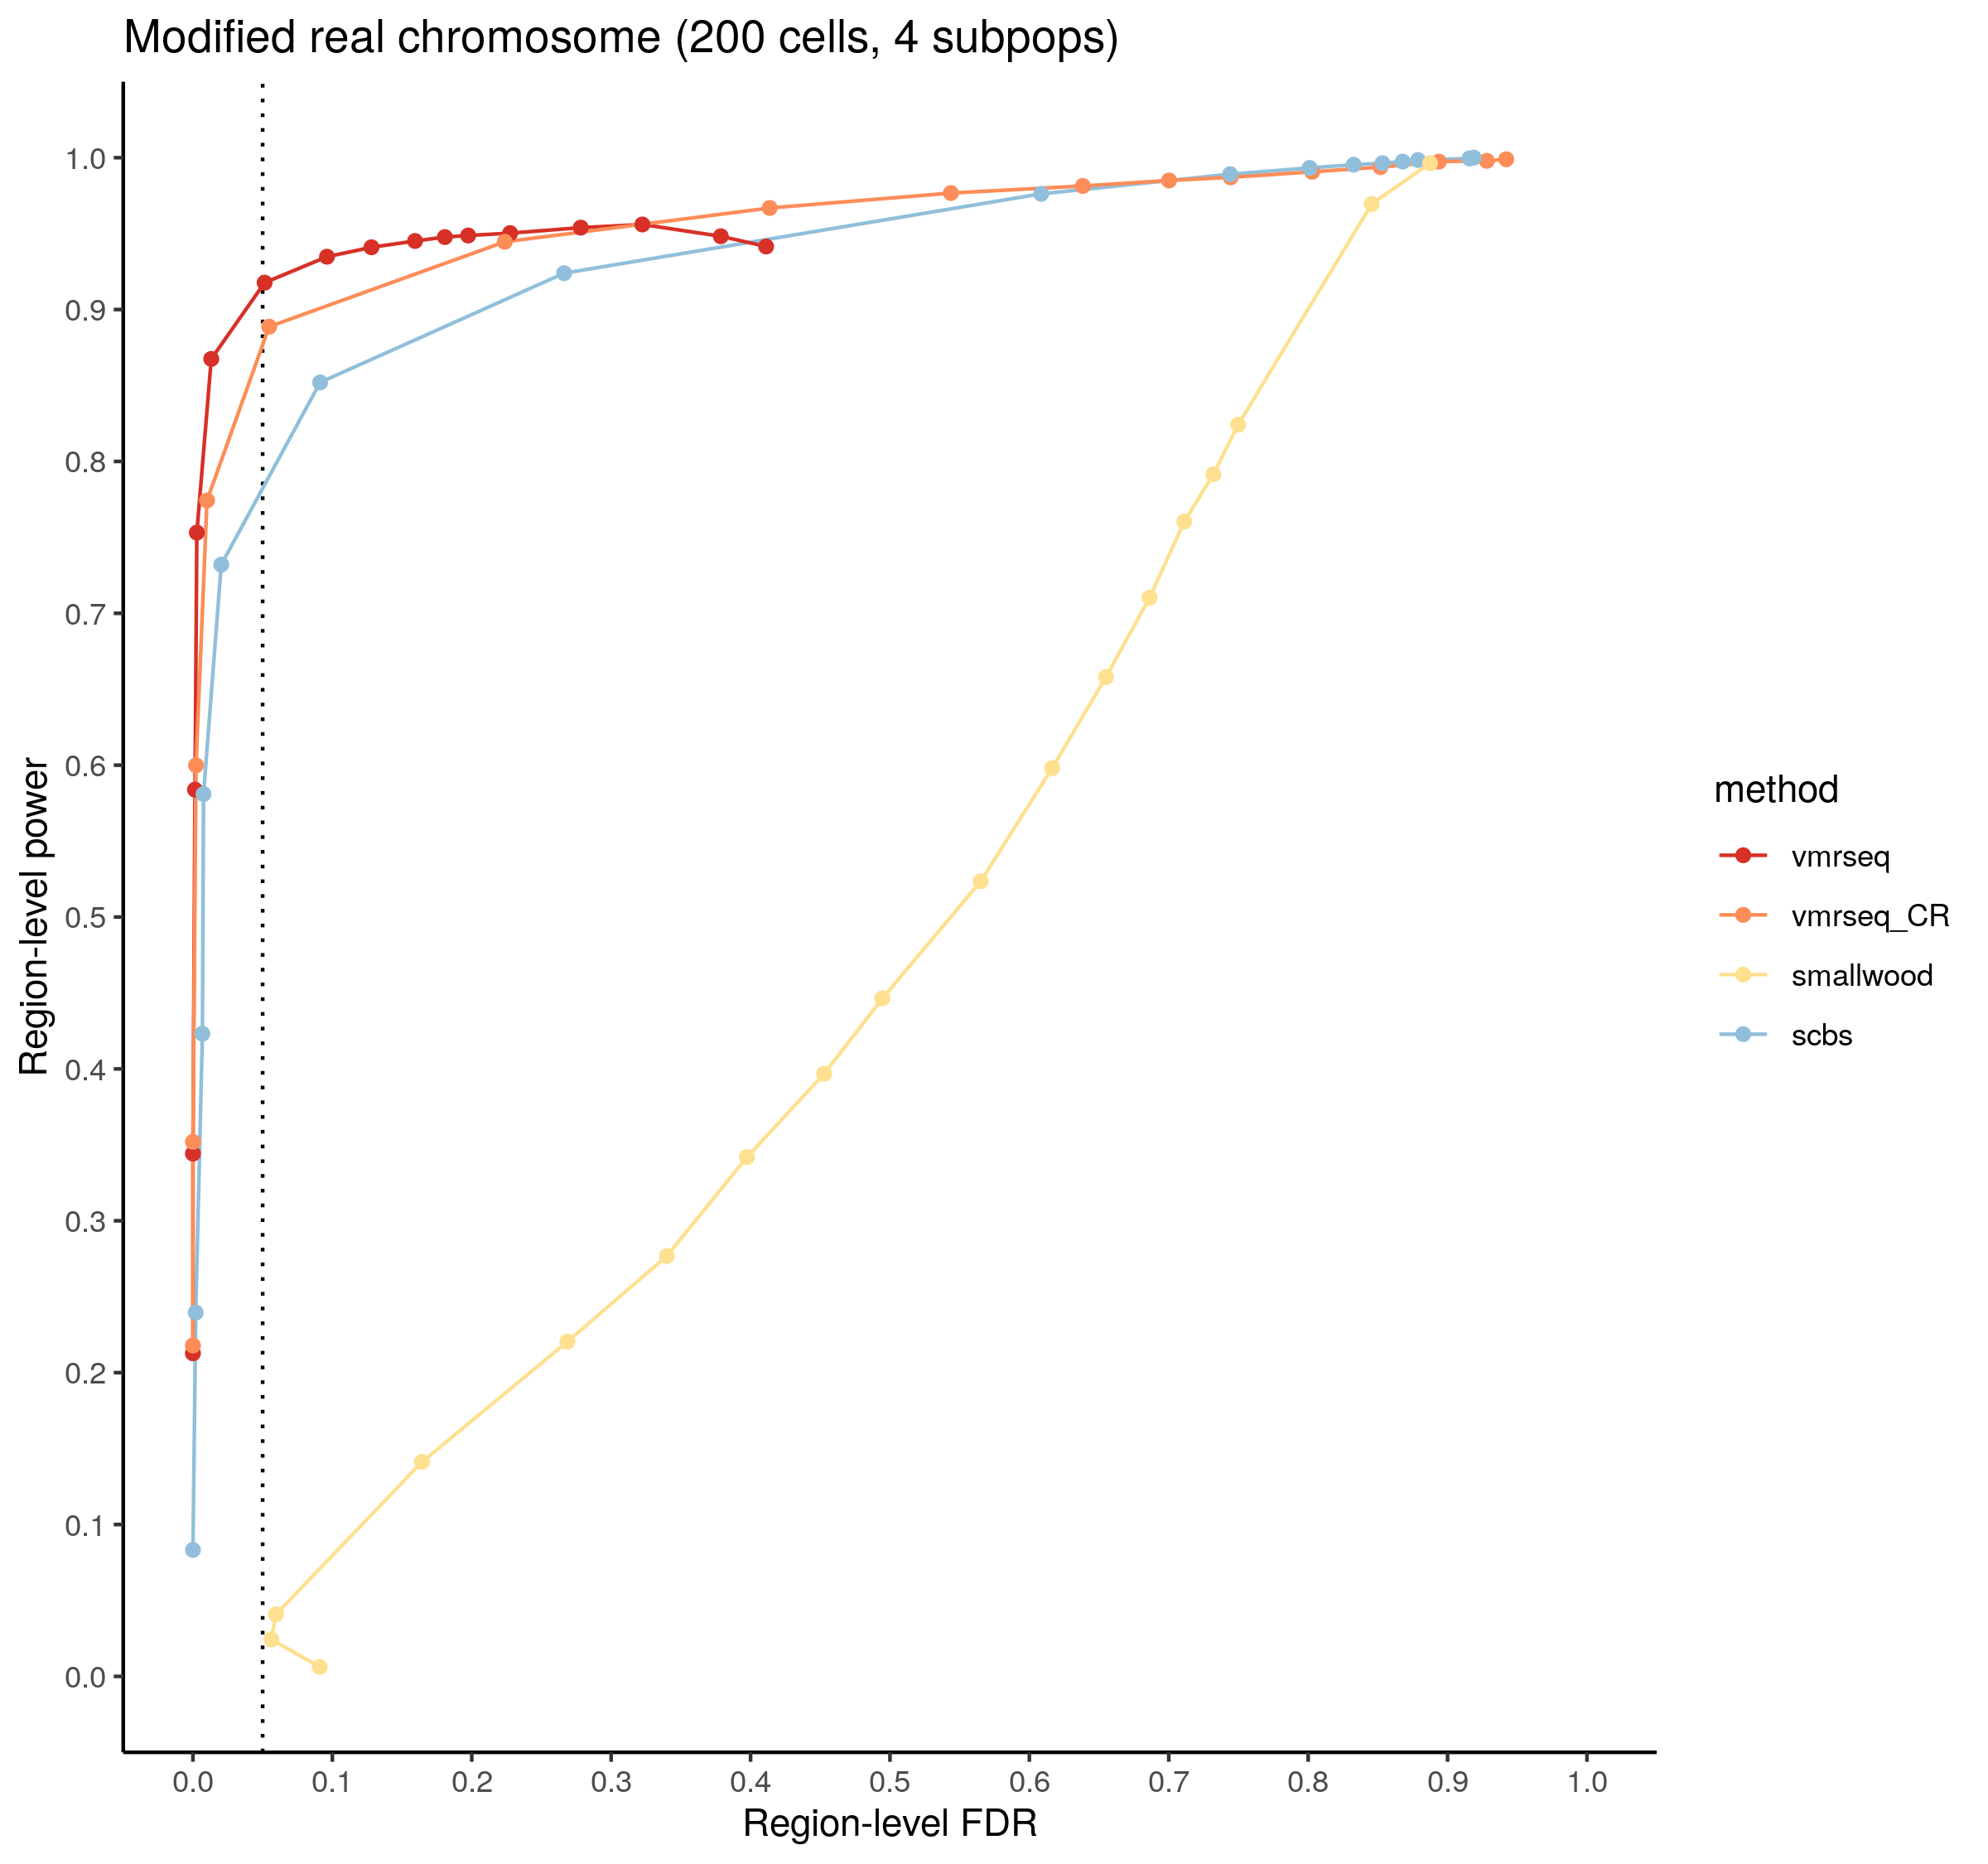 Modified real chromosome (200 cells, 4 subpops)
1.0
0.9
0.8
0.7
0.6
0.5
0.4
0.3
0.2
0.1
0.0
Region-level power
0.0 0.1 0.2 0.3 0.4 0.5 0.6 0.7 0.8 0.9 1.0
Region-level FDR
method
vmrseq
vmrseq_CR
smallwood
scbs